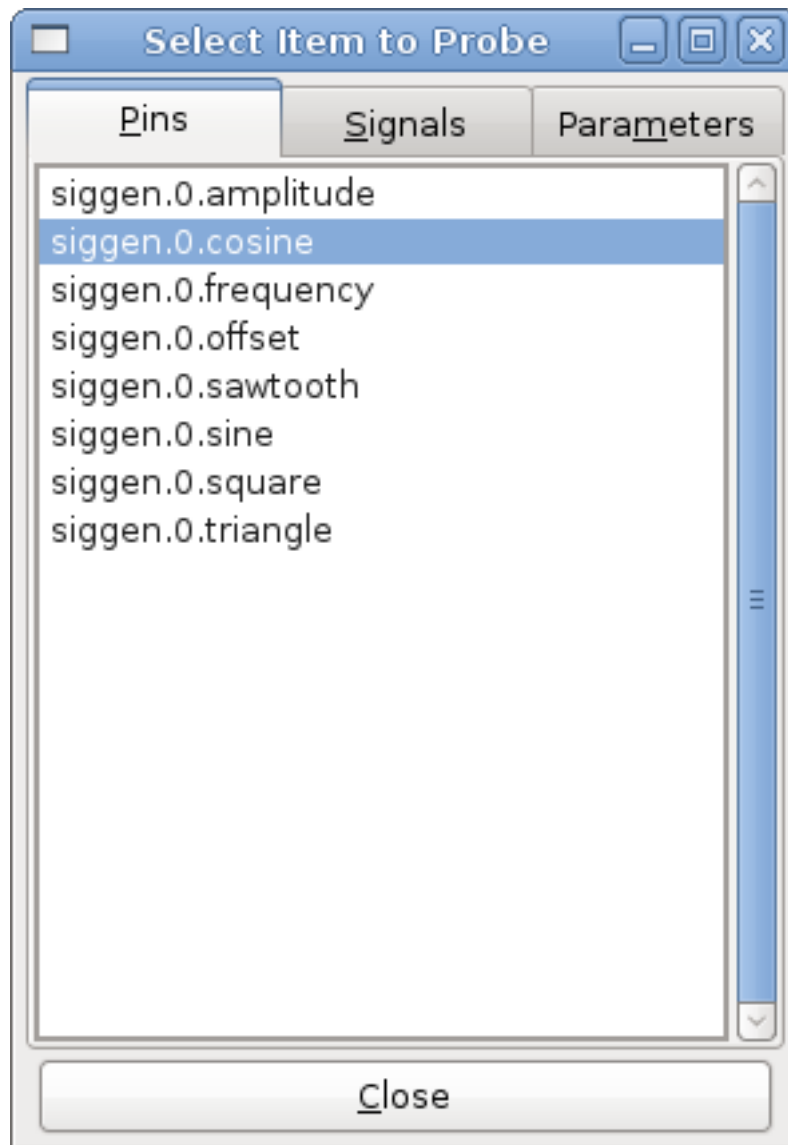 Select Item to Probe
Pins Signals Parameters
siggen.0.amplitude
siggen.0.cosine
siggen.0.frequency
siggen.0.offset
siggen.0.sawtooth
siggen.0.sine
siggen.0.square
siggen.0.triangle
Close